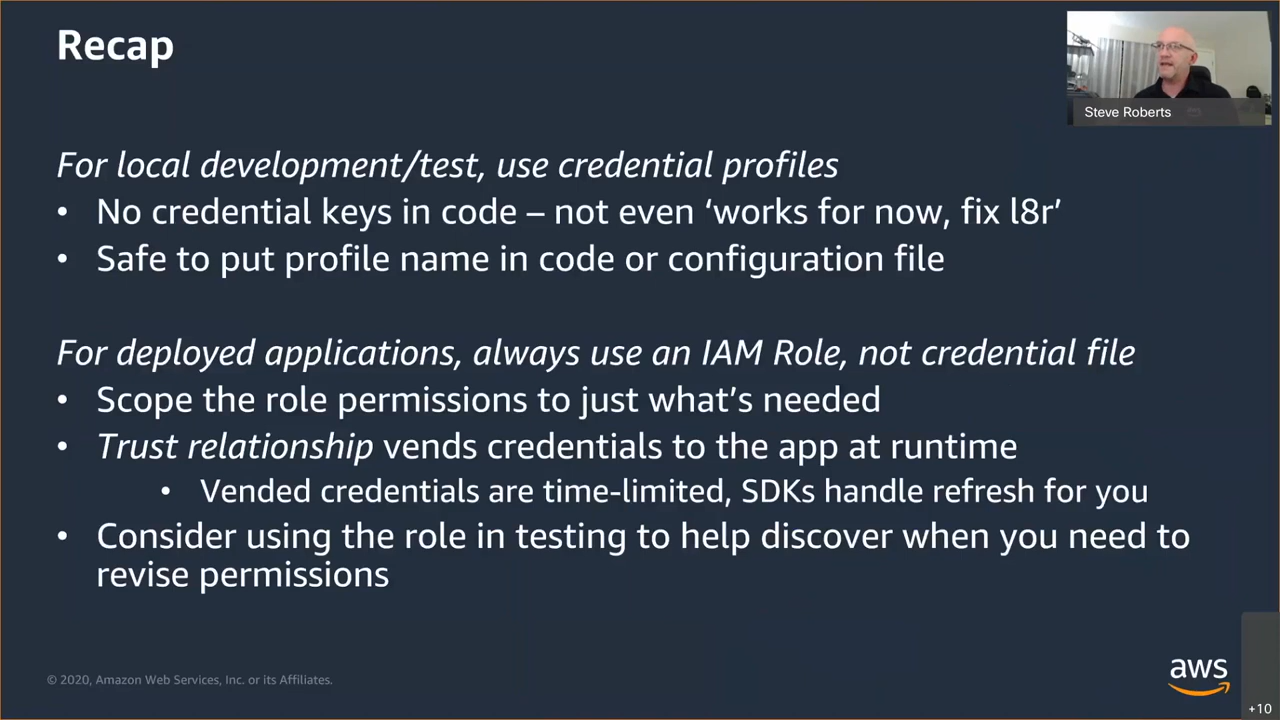 Recap
Steve Roberts
For local development/test, use credential profiles
• No credential keys in code – not even ‘works for now, fix l8r’
• Safe to put profile name in code or configuration file
For deployed applications, always use an IAM Role, not credential file
• Scope the role permissions to just what’s needed
• Trust relationship vends credentials to the app at runtime
• Vended credentials are time-limited, SDKs handle refresh for you
• Consider using the role in testing to help discover when you need to
revise permissions
© 2020, Amazon Web Services, Inc. or its Affiliates.
aws
+10